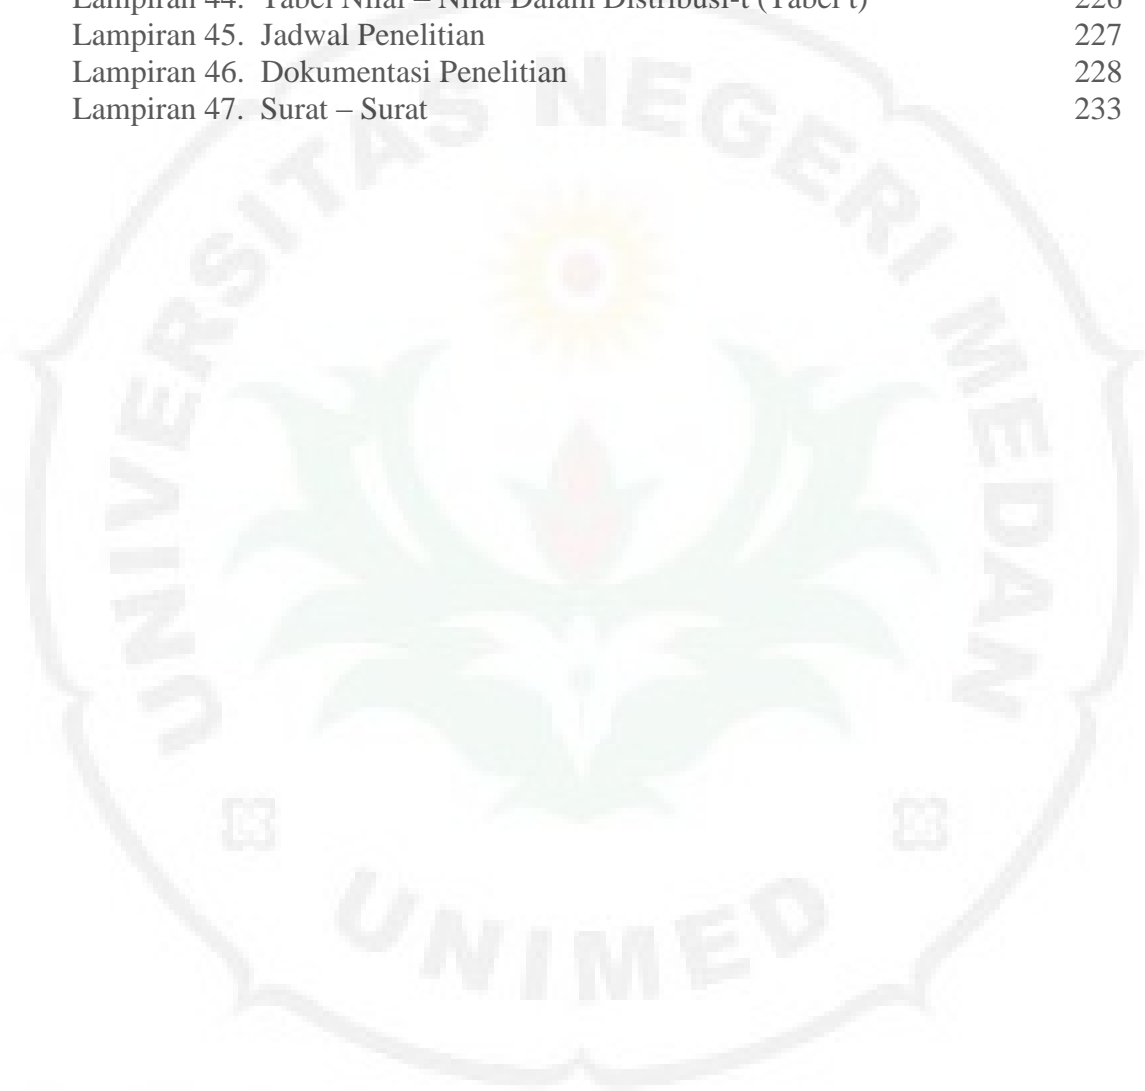 Lampiran 44. Tabel Nilai – Nilai Dalam Distribusi-t (Tabel t) 226
Lampiran 45. Jadwal Penelitian 227
Lampiran 46. Dokumentasi Penelitian 228
Lampiran 47. Surat – Surat 233
UNIVERSITAS NEGERI MEDAN
UNIMED